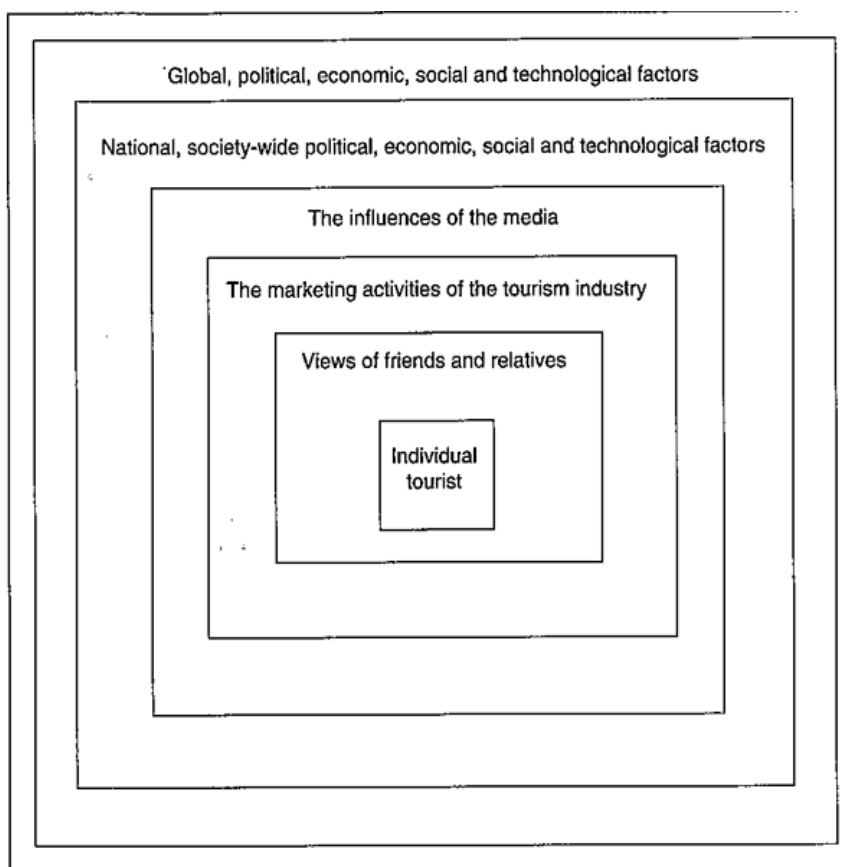 Global, political, economic, social and technological factors
National, society-wide political, economic, social and technological factors
The influences of the media
The marketing activities of the tourism industry
Views of friends and relatives
Individual
tourist